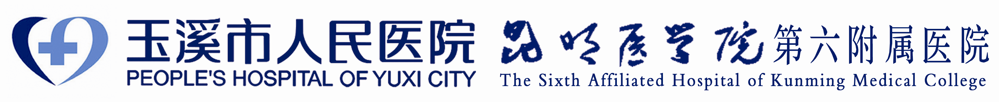 玉溪市人民医院
PEOPLE'S HOSPITAL OF YUXI CITY
昆明医学院第六附属医院
The Sixth Affiliated Hospital of Kunming Medical College